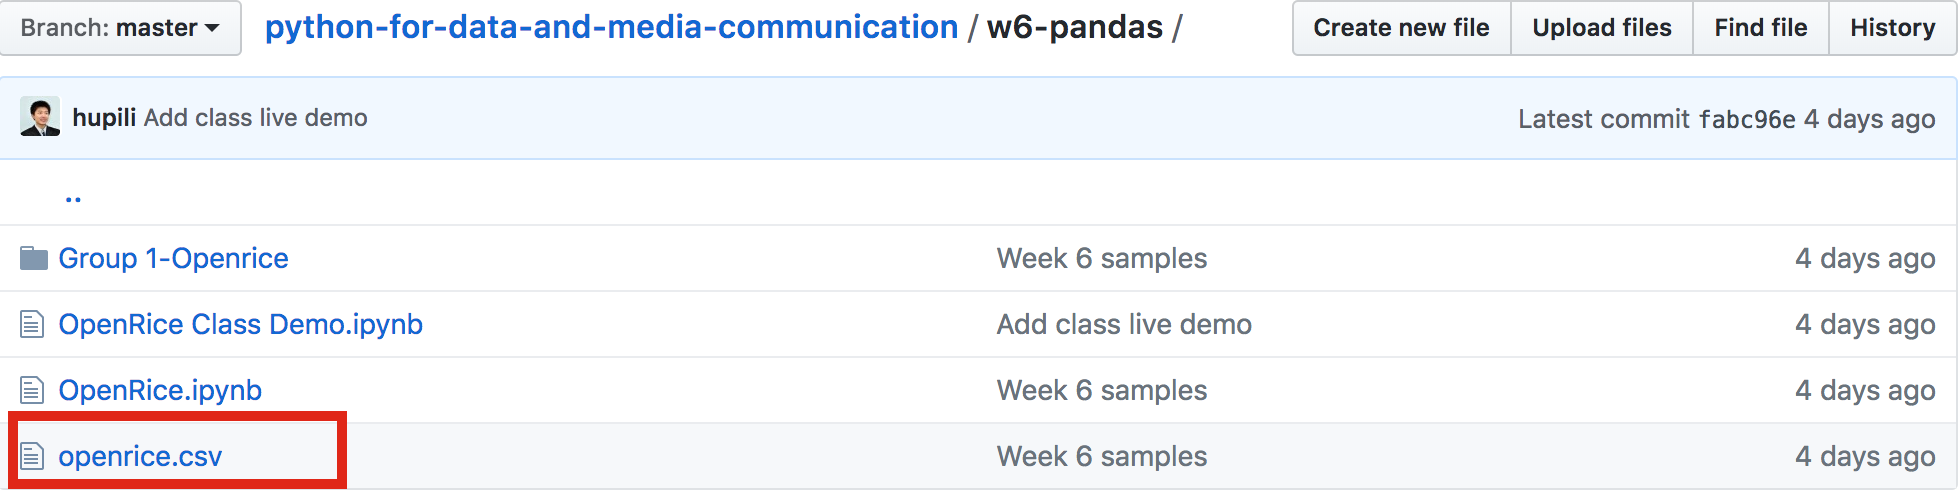 Branch: master python-for-data-and-media-communication / w6-pandas / Create new file Upload files Find file History
hupili Add class live demo Latest commit fabc96e 4 days ago
..
Group 1-Openrice Week 6 samples 4 days ago
OpenRice Class Demo.ipynb Add class live demo 4 days ago
OpenRice.ipynb Week 6 samples 4 days ago
openrice.csv Week 6 samples 4 days ago